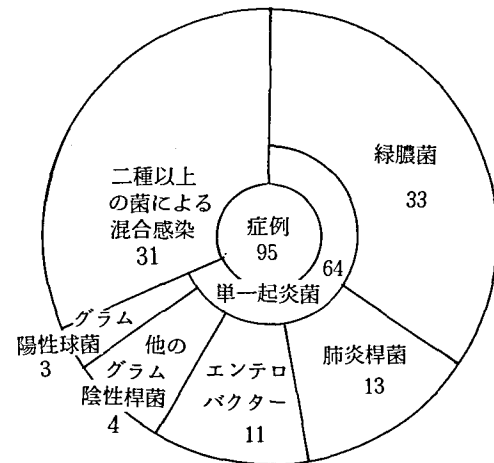 緑膿菌
33
二種以上
の菌による
混合感染
31
症例
95
64
単一起炎菌
グラム
陽性球菌
3
他の
グラム
陰性桿菌
4
エンテロ
バクター
11
肺炎桿菌
13